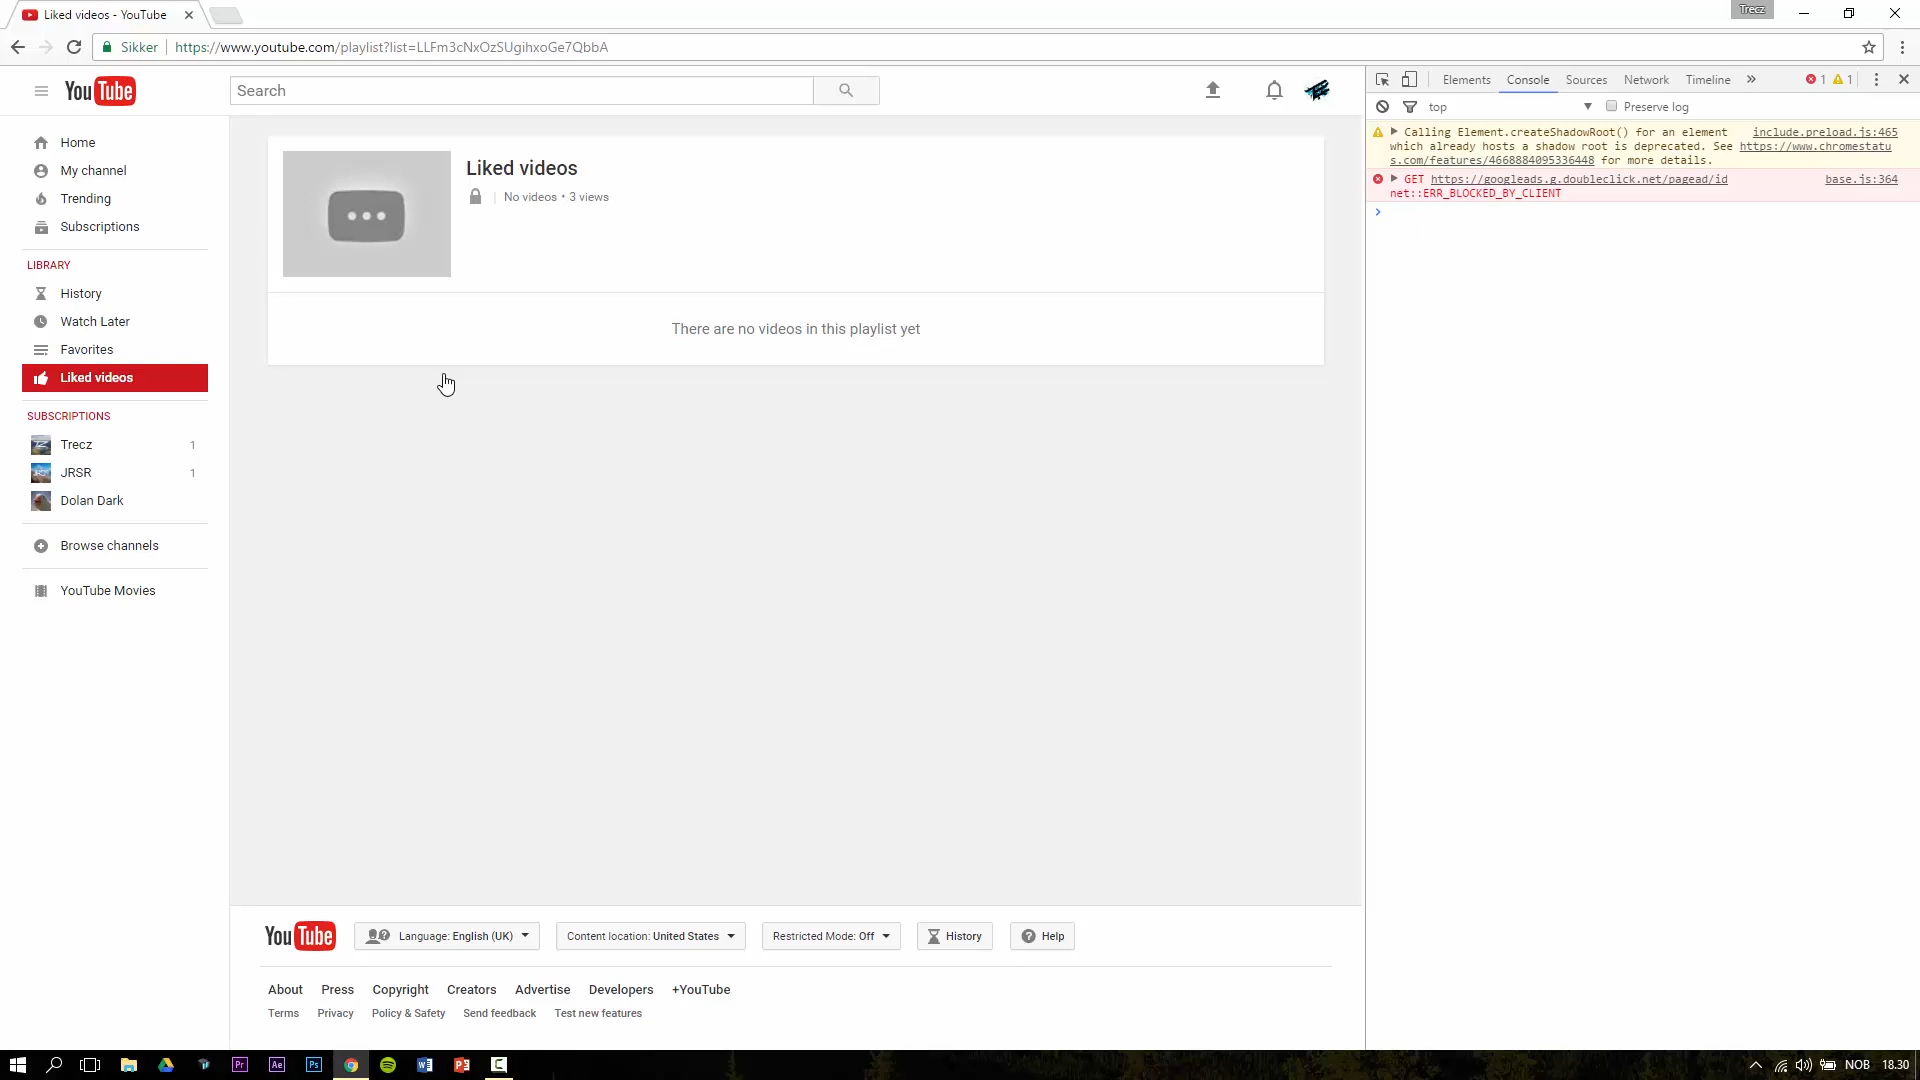 Liked videos - YouTube
Trecz
Sikker
https://www.youtube.com/playlist?list=LLFm3cNxOzSUgihxoGe7QbbA
YouTube
Search
Home
My channel
Trending
Subscriptions
LIBRARY
History
Watch Later
Favorites
Liked videos
SUBSCRIPTIONS
Trecz 1
JRSR 1
Dolan Dark
Browse channels
YouTube Movies
Liked videos
No videos • 3 views
There are no videos in this playlist yet
YouTube
Language: English (UK)
Content location: United States
Restricted Mode: Off
History
Help
About Press Copyright Creators Advertise Developers +YouTube
Terms Privacy Policy & Safety Send feedback Test new features
Elements Console Sources Network Timeline » 1 1
top Preserve log
Calling Element.createShadowRoot() for an element include.preload.js:465
which already hosts a shadow root is deprecated. See https://www.chromestatu
s.com/features/4668884095336448 for more details.
GET https://googleads.g.doubleclick.net/pagead/id base.js:364
net::ERR_BLOCKED_BY_CLIENT
Pr Ae Ps
NOB 18.30